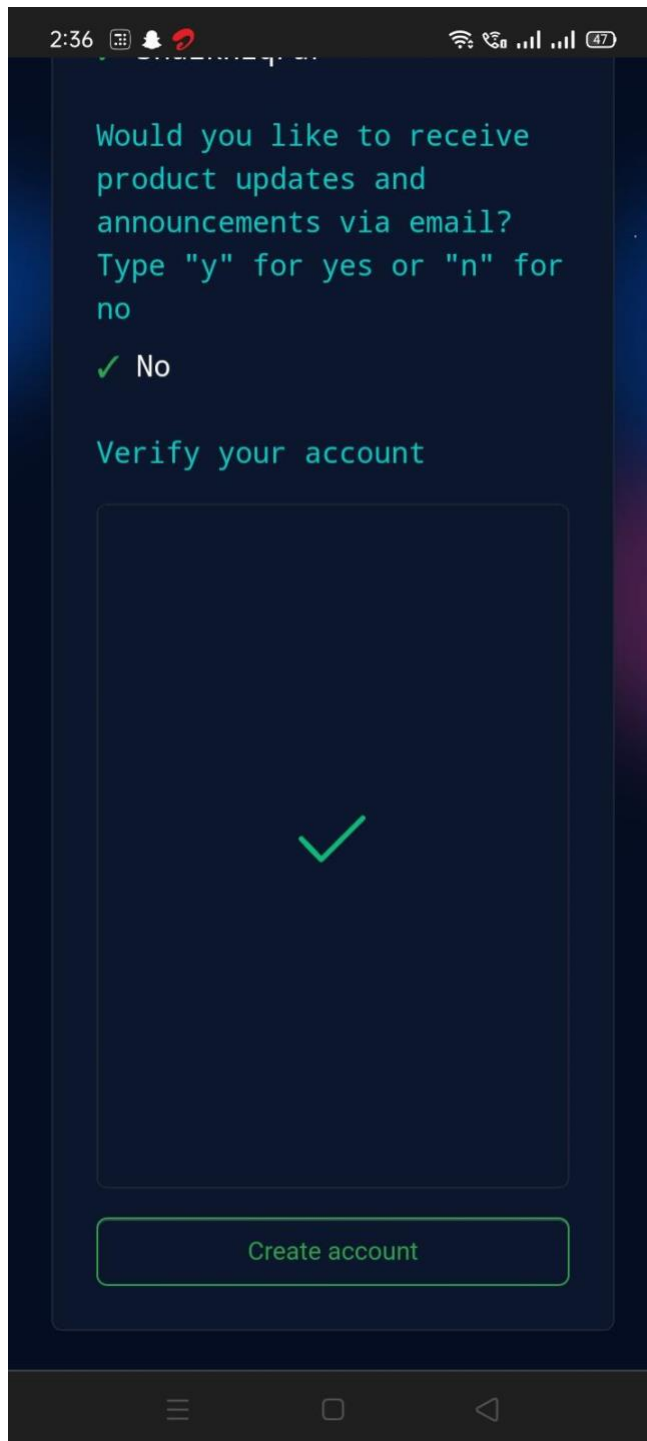 2:36
47
Would you like to receive
product updates and
announcements via email?
Type "y" for yes or "n" for
no
✓ No
Verify your account
Create account